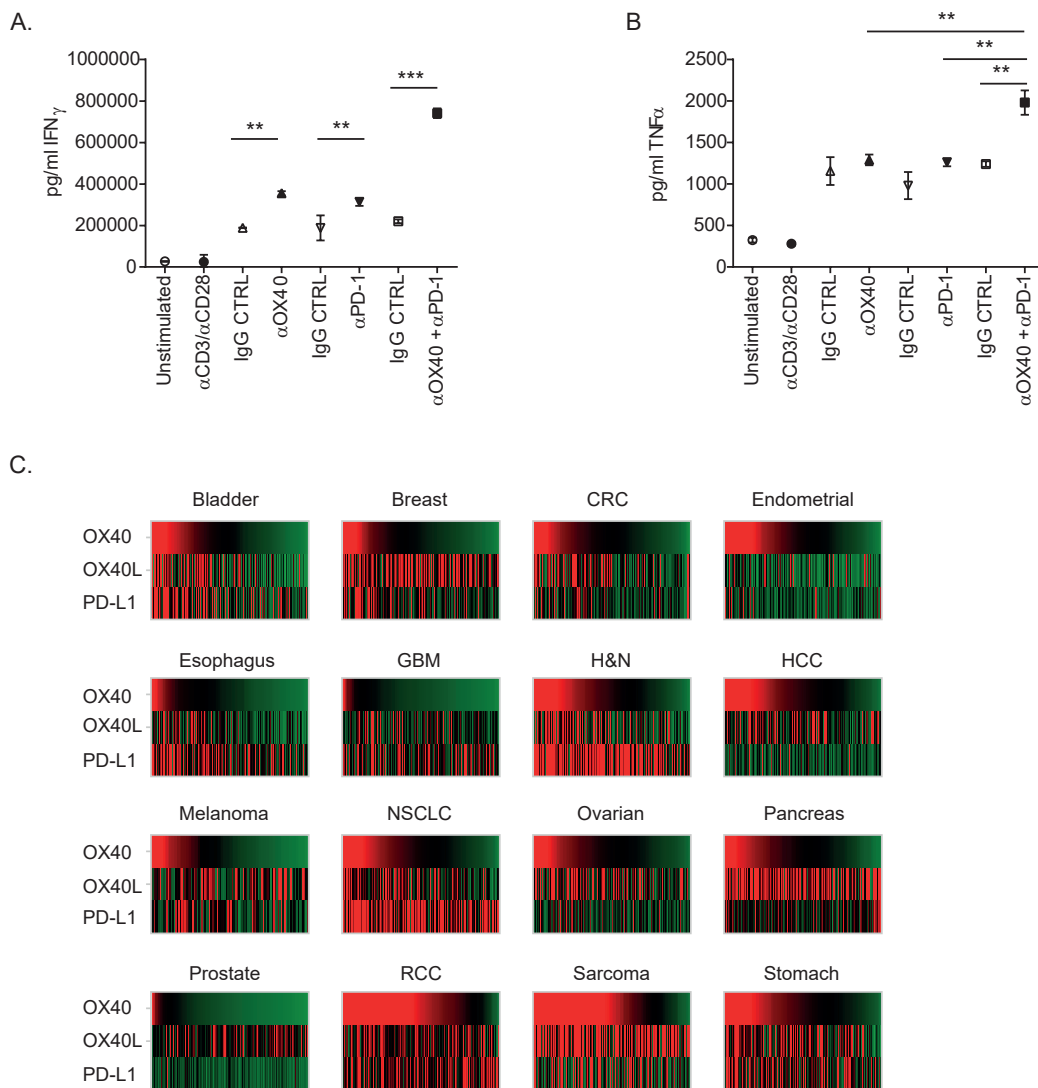 A.
pg/ml IFNγ
1000000
800000
600000
400000
200000
0
**
**
***
Unstimulated
αCD3/αCD28
IgG CTRL
αOX40
IgG CTRL
αPD-1
IgG CTRL
αOX40 + αPD-1
B
pg/ml TNFα
2500
2000
1500
1000
500
0
**
**
**
Unstimulated
αCD3/αCD28
IgG CTRL
αOX40
IgG CTRL
αPD-1
IgG CTRL
αOX40 + αPD-1
C.
Bladder Breast CRC Endometrial
OX40
OX40L
PD-L1
Esophagus GBM H&N HCC
OX40
OX40L
PD-L1
Melanoma NSCLC Ovarian Pancreas
OX40
OX40L
PD-L1
Prostate RCC Sarcoma Stomach
OX40
OX40L
PD-L1